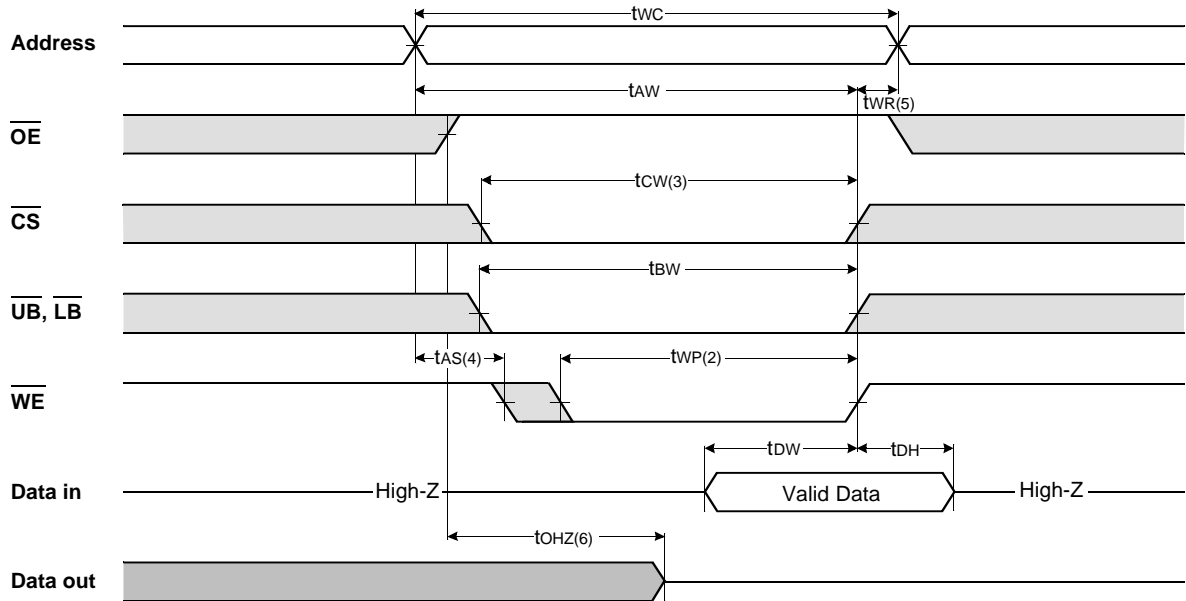 tWC
Address
tAW
tWR(5)
OE
tCW(3)
CS
tBW
UB, LB
tAS(4)
tWP(2)
WE
tDW
tDH
Data in
High-Z
Valid Data
High-Z
tOHZ(6)
Data out